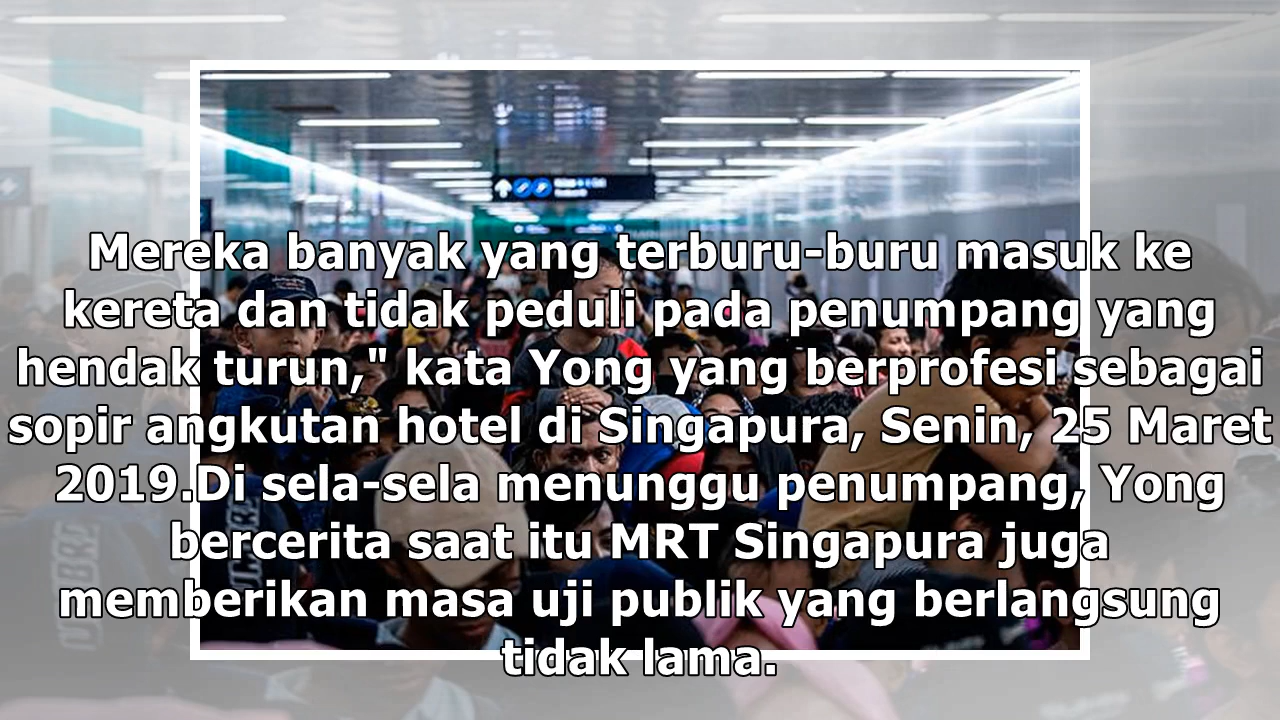 Mereka banyak yang terburu-buru masuk ke
kereta dan tidak peduli pada penumpang yang
hendak turun," kata Yong yang berprofesi sebagai
sopir angkutan hotel di Singapura, Senin, 25 Maret
2019.Di sela-sela menunggu penumpang, Yong
bercerita saat itu MRT Singapura juga
memberikan masa uji publik yang berlangsung
tidak lama.